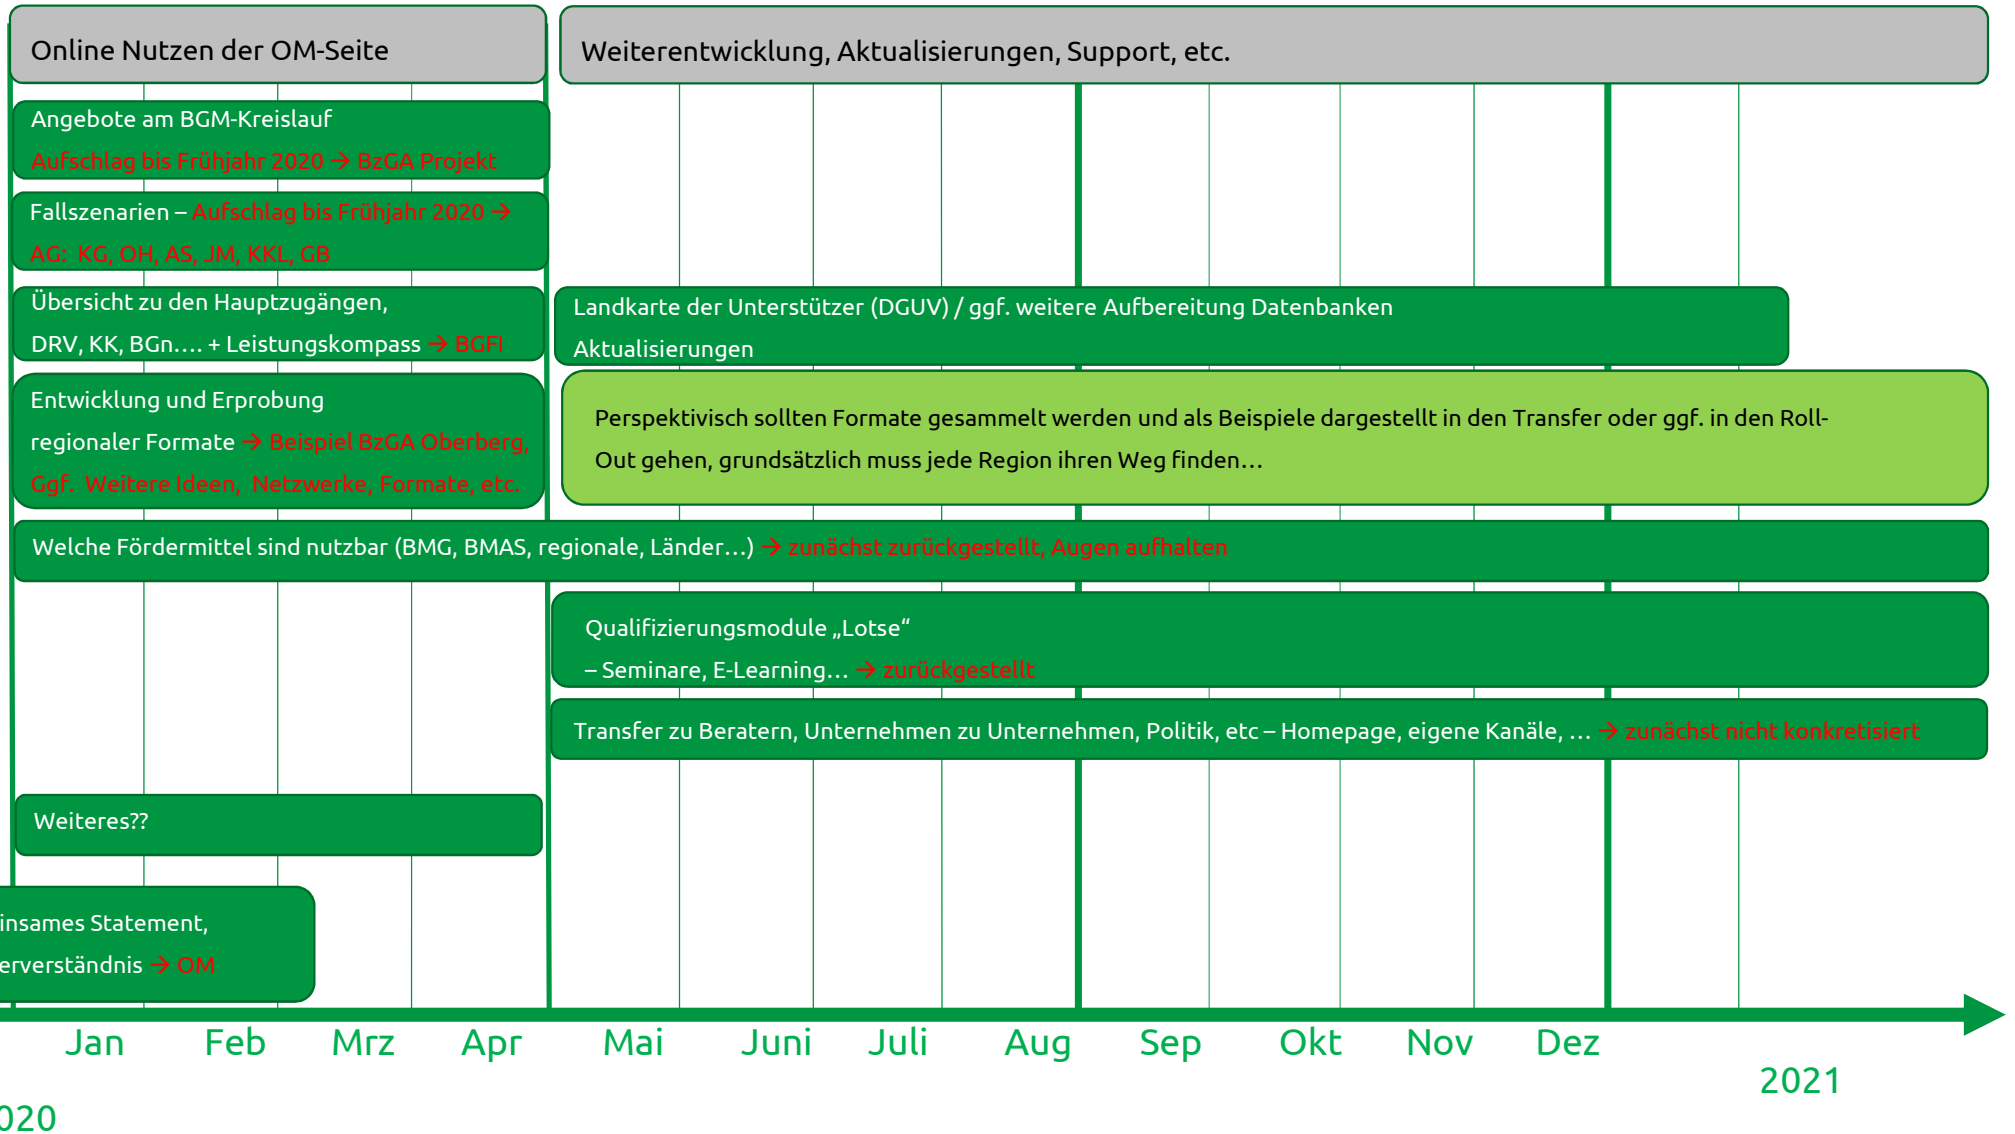 Online Nutzen der OM-Seite
Weiterentwicklung, Aktualisierungen, Support, etc.
Angebote am BGM-Kreislauf
Aufschlag bis Frühjahr 2020 → BzGA Projekt
Fallszenarien – Aufschlag bis Frühjahr 2020 →
AG:  KG, OH, AS, JM, KKL, GB
Übersicht zu den Hauptzugängen,
DRV, KK, BGn…. + Leistungskompass → BGFI
Landkarte der Unterstützer (DGUV) / ggf. weitere Aufbereitung Datenbanken
Aktualisierungen
Entwicklung und Erprobung
regionaler Formate → Beispiel BzGA Oberberg,
Ggf.  Weitere Ideen,  Netzwerke, Formate, etc.
Perspektivisch sollten Formate gesammelt werden und als Beispiele dargestellt in den Transfer oder ggf. in den Roll-
Out gehen, grundsätzlich muss jede Region ihren Weg finden…
Welche Fördermittel sind nutzbar (BMG, BMAS, regionale, Länder…) → zunächst zurückgestellt, Augen aufhalten
Qualifizierungsmodule „Lotse“
– Seminare, E-Learning… → zurückgestellt
Transfer zu Beratern, Unternehmen zu Unternehmen, Politik, etc – Homepage, eigene Kanäle, … → zunächst nicht konkretisiert
Weiteres??
insames Statement,
erverständnis → OM
Jan Feb Mrz Apr Mai Juni Juli Aug Sep Okt Nov Dez
2021
020